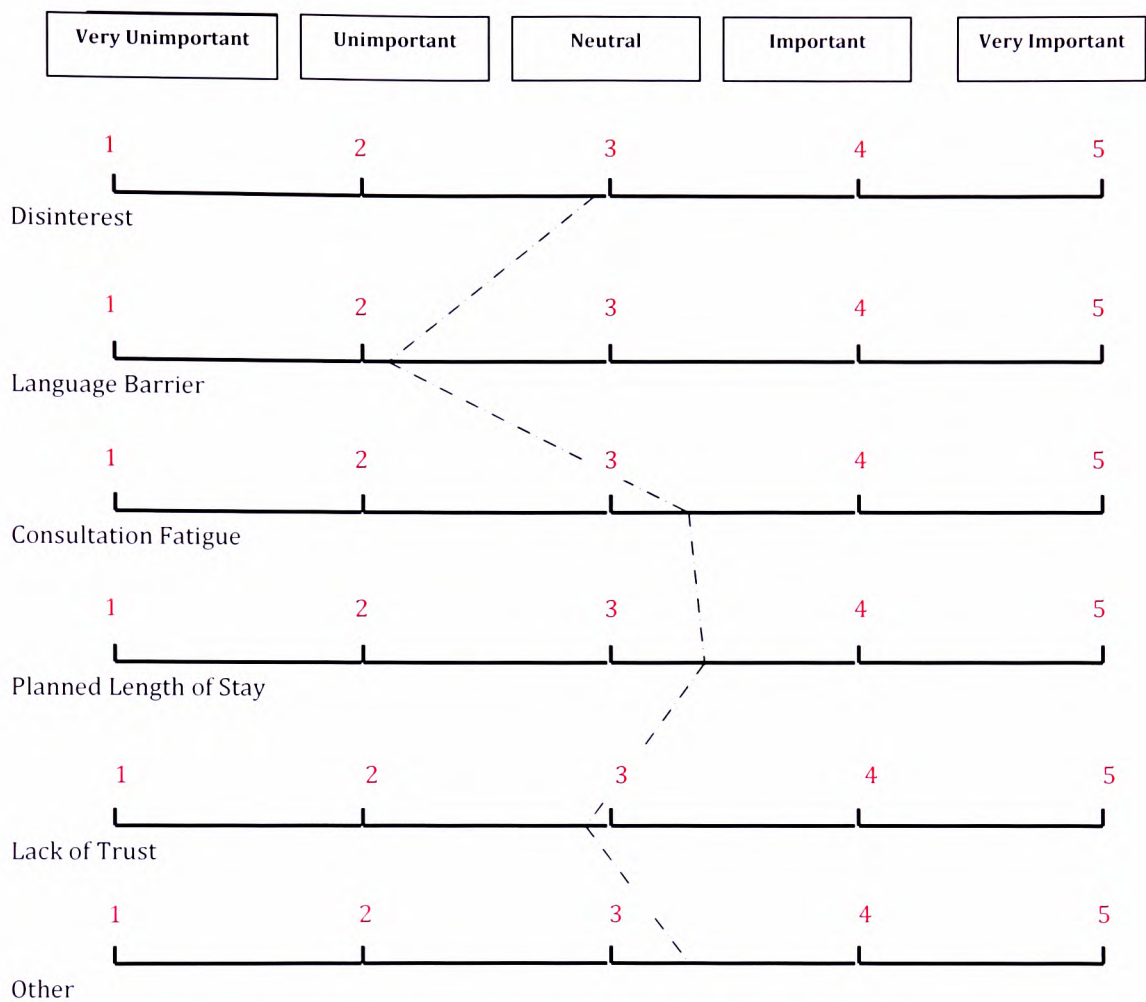 Very Unimportant Unimportant Neutral Important Very Important
1 2 3 4 5
Disinterest
1 2 3 4 5
Language Barrier
1 2 3 4 5
Consultation Fatigue
1 2 3 4 5
Planned Length of Stay
1 2 3 4 5
Lack of Trust
1 2 3 4 5
Other